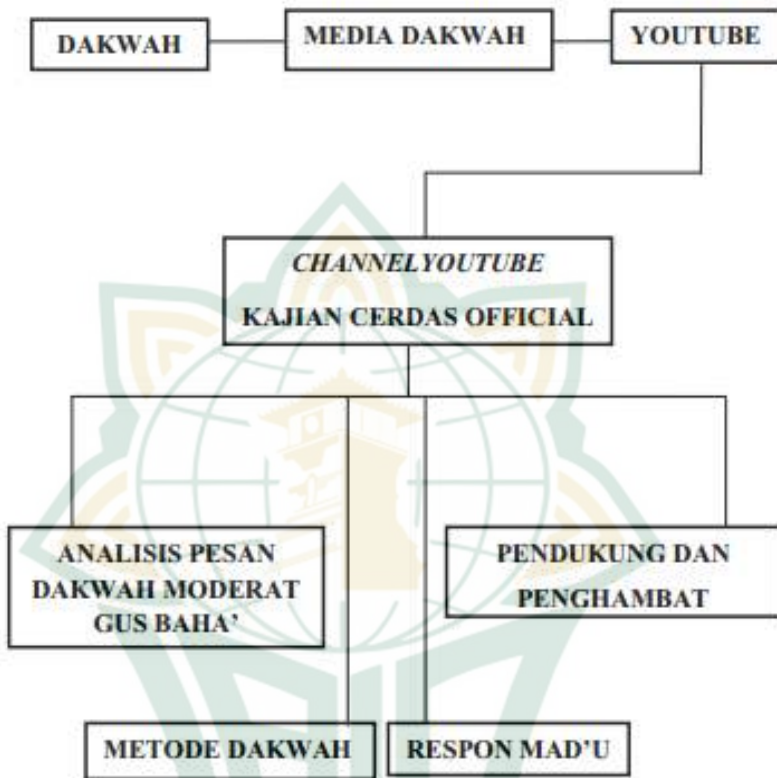 DAKWAH
MEDIA DAKWAH
YOUTUBE
CHANNELYOUTUBE
KAJIAN CERDAS OFFICIAL
ANALISIS PESAN
DAKWAH MODERAT
GUS BAHA’
PENDUKUNG DAN
PENGHAMBAT
METODE DAKWAH
RESPON MAD’U